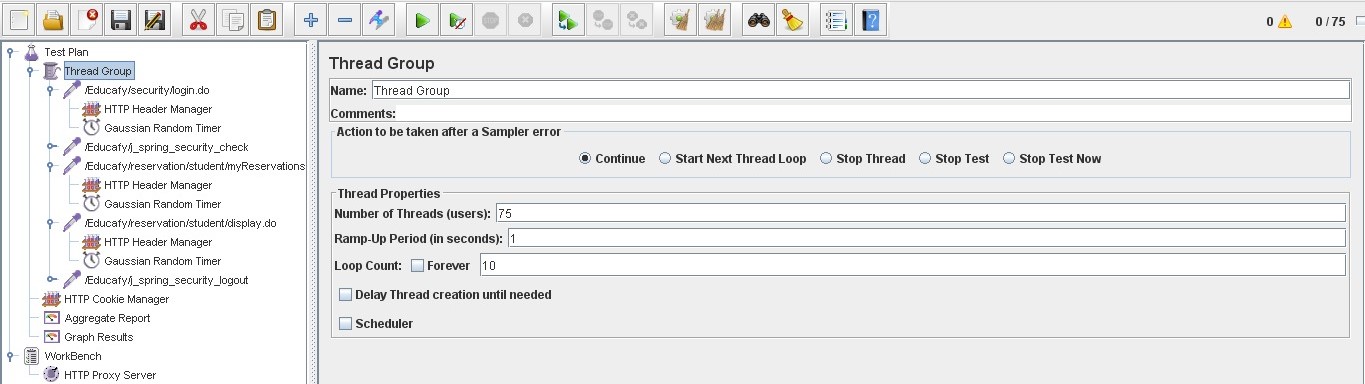 0 0 / 75
Test Plan
Thread Group
/Educafy/security/login.do
HTTP Header Manager
Gaussian Random Timer
/Educafy/j_spring_security_check
/Educafy/reservation/student/myReservations
HTTP Header Manager
Gaussian Random Timer
/Educafy/reservation/student/display.do
HTTP Header Manager
Gaussian Random Timer
/Educafy/j_spring_security_logout
HTTP Cookie Manager
Aggregate Report
Graph Results
WorkBench
HTTP Proxy Server
Thread Group
Name: Thread Group
Comments:
Action to be taken after a Sampler error
Continue Start Next Thread Loop Stop Thread Stop Test Stop Test Now
Thread Properties
Number of Threads (users): 75
Ramp-Up Period (in seconds): 1
Loop Count: Forever 10
Delay Thread creation until needed
Scheduler